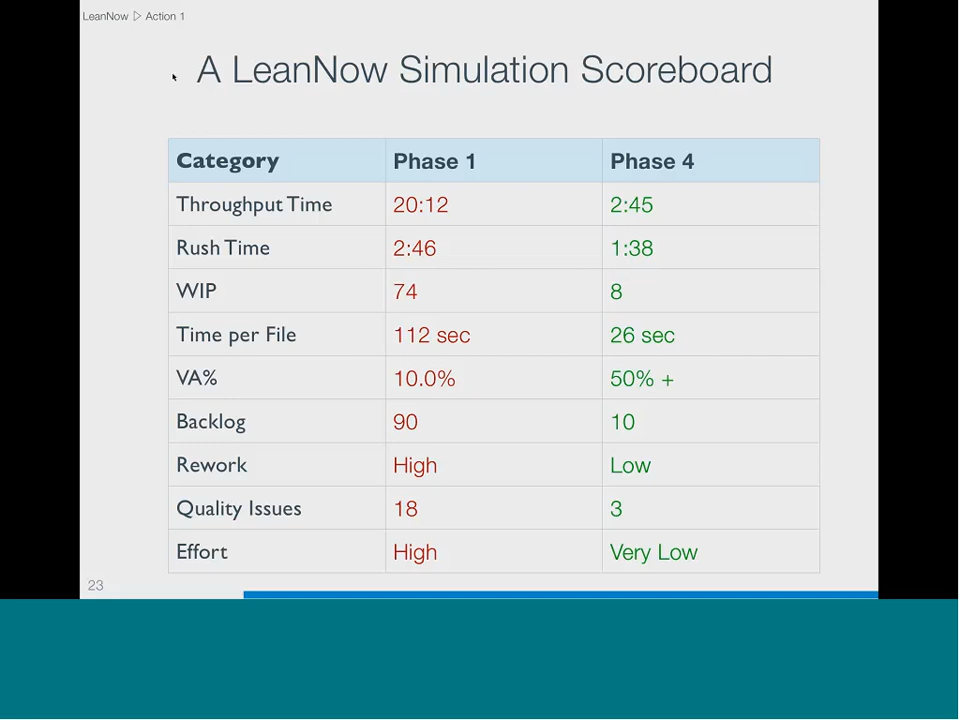 LeanNow ▷ Action 1
A LeanNow Simulation Scoreboard
Category Phase 1 Phase 4
Throughput Time 20:12 2:45
Rush Time 2:46 1:38
WIP 74 8
Time per File 112 sec 26 sec
VA% 10.0% 50% +
Backlog 90 10
Rework High Low
Quality Issues 18 3
Effort High Very Low
23